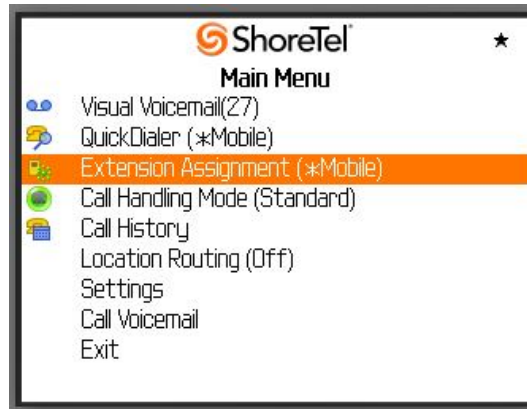 ShoreTel
Main Menu
Visual Voicemail(27)
QuickDialer (*Mobile)
Extension Assignment (*Mobile)
Call Handling Mode (Standard)
Call History
Location Routing (Off)
Settings
Call Voicemail
Exit